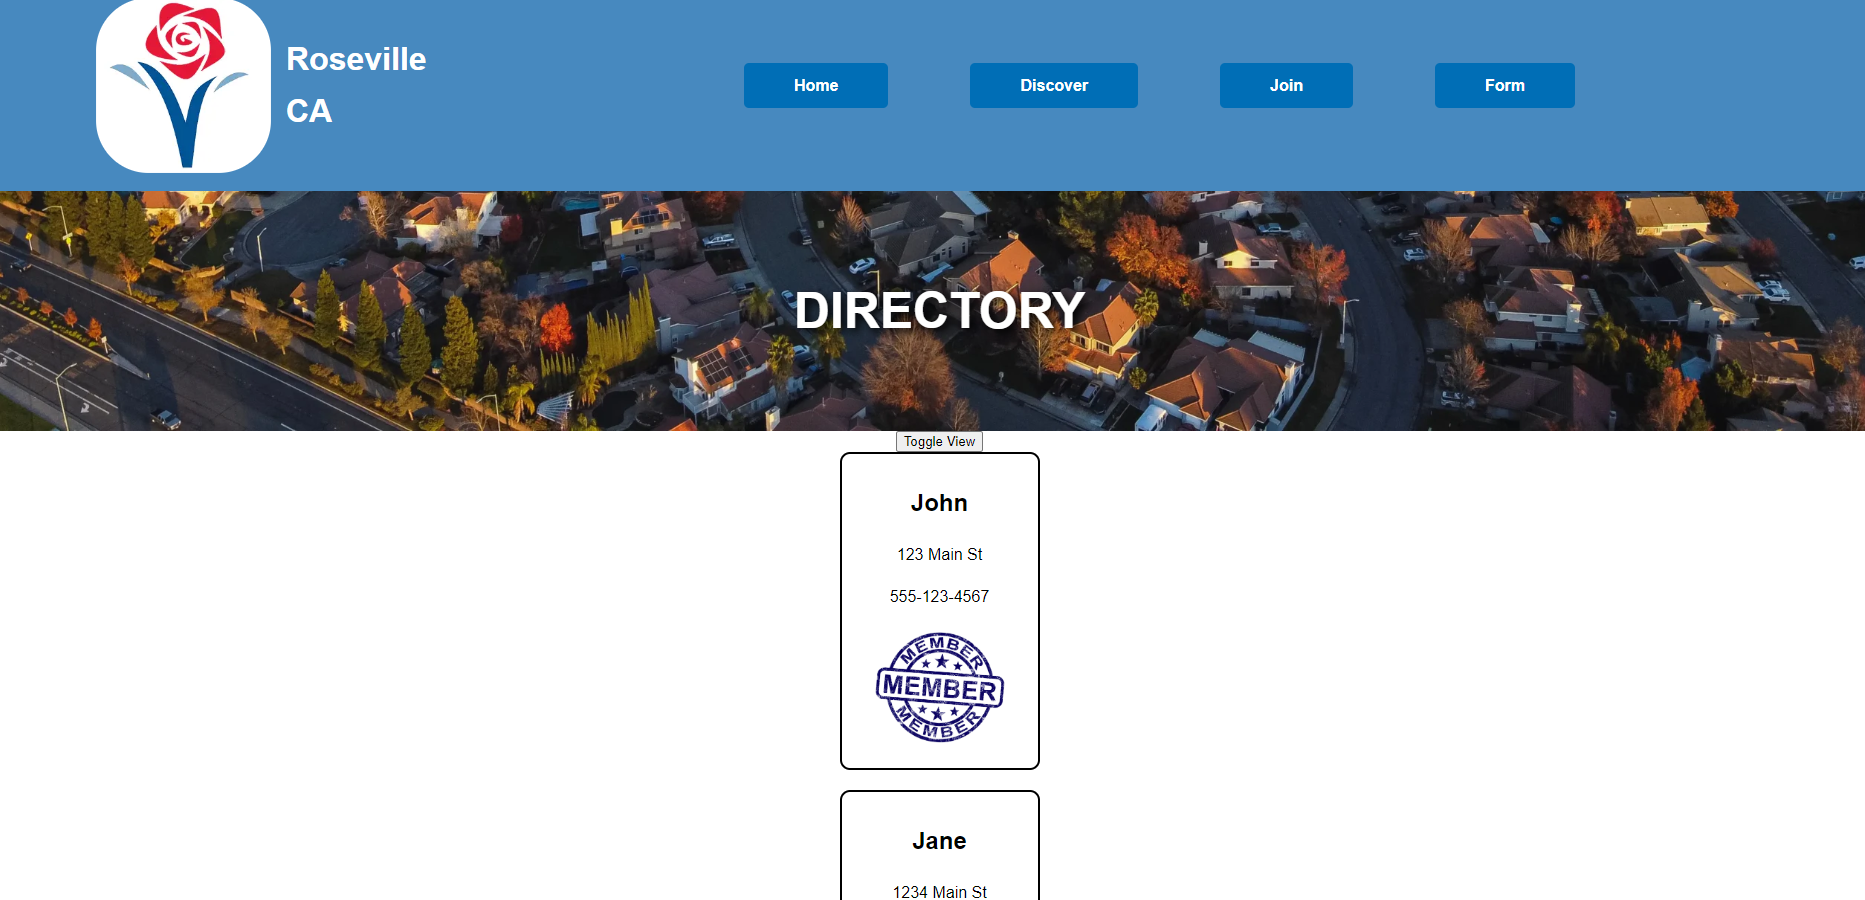 Roseville
CA
Home
Discover
Join
Form
DIRECTORY
Toggle View
John
123 Main St
555-123-4567
MEMBER
MEMBER
MEMBER
Jane
1234 Main St